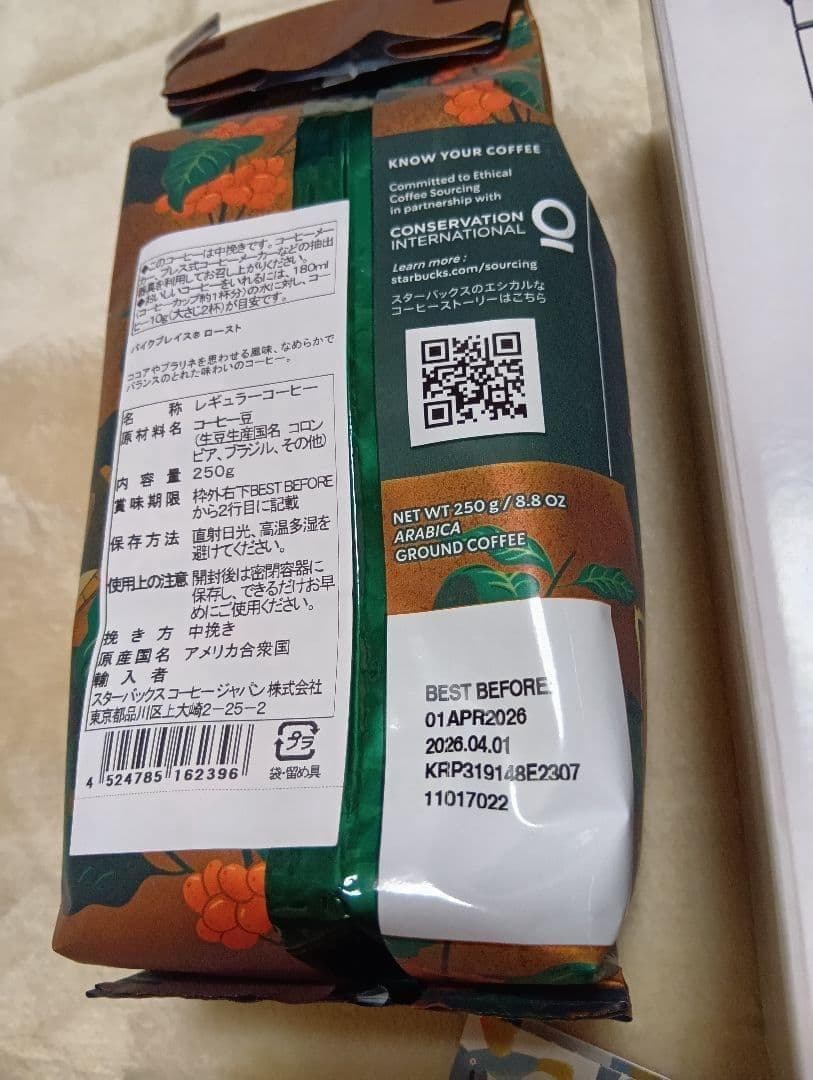 ◆このコーヒーは中挽きです。コーヒーメー
プレス式コーヒーメーカーなどの抽出
器具を利用してお召し上がりください。
◆おいしいコーヒーをいれるには、180ml
(コーヒーカップ約1杯分)の水に対し、コー
ヒー10g(大さじ2杯)が目安です。
パイクプレイス® ロースト
ココアやプラリネを思わせる風味、なめらかで
バランスのとれた味わいのコーヒー。
名 称 レギュラーコーヒー
原材料名 コーヒー豆
(生豆生産国名 コロン
ビア、ブラジル、その他)
内容量 250g
賞味期限 枠外右下BEST BEFORE
から2行目に記載
保存方法 直射日光、高温多湿を
避けてください。
使用上の注意 開封後は密閉容器に
保存し、できるだけお早
めにご使用ください。
挽き方 中挽き
原産国名 アメリカ合衆国
輸入者
スターバックス コーヒー ジャパン 株式会社
東京都品川区上大崎2-25-2
4 524785 162396
プラ
袋・留め具
KNOW YOUR COFFEE
Committed to Ethical
Coffee Sourcing
in partnership with
CONSERVATION
INTERNATIONAL
Learn more :
starbucks.com/sourcing
スターバックスのエシカルな
コーヒーストーリーはこちら
NET WT 250 g / 8.8 OZ
ARABICA
GROUND COFFEE
BEST BEFORE:
01APR2026
2026.04.01
KRP319148E2307
11017022